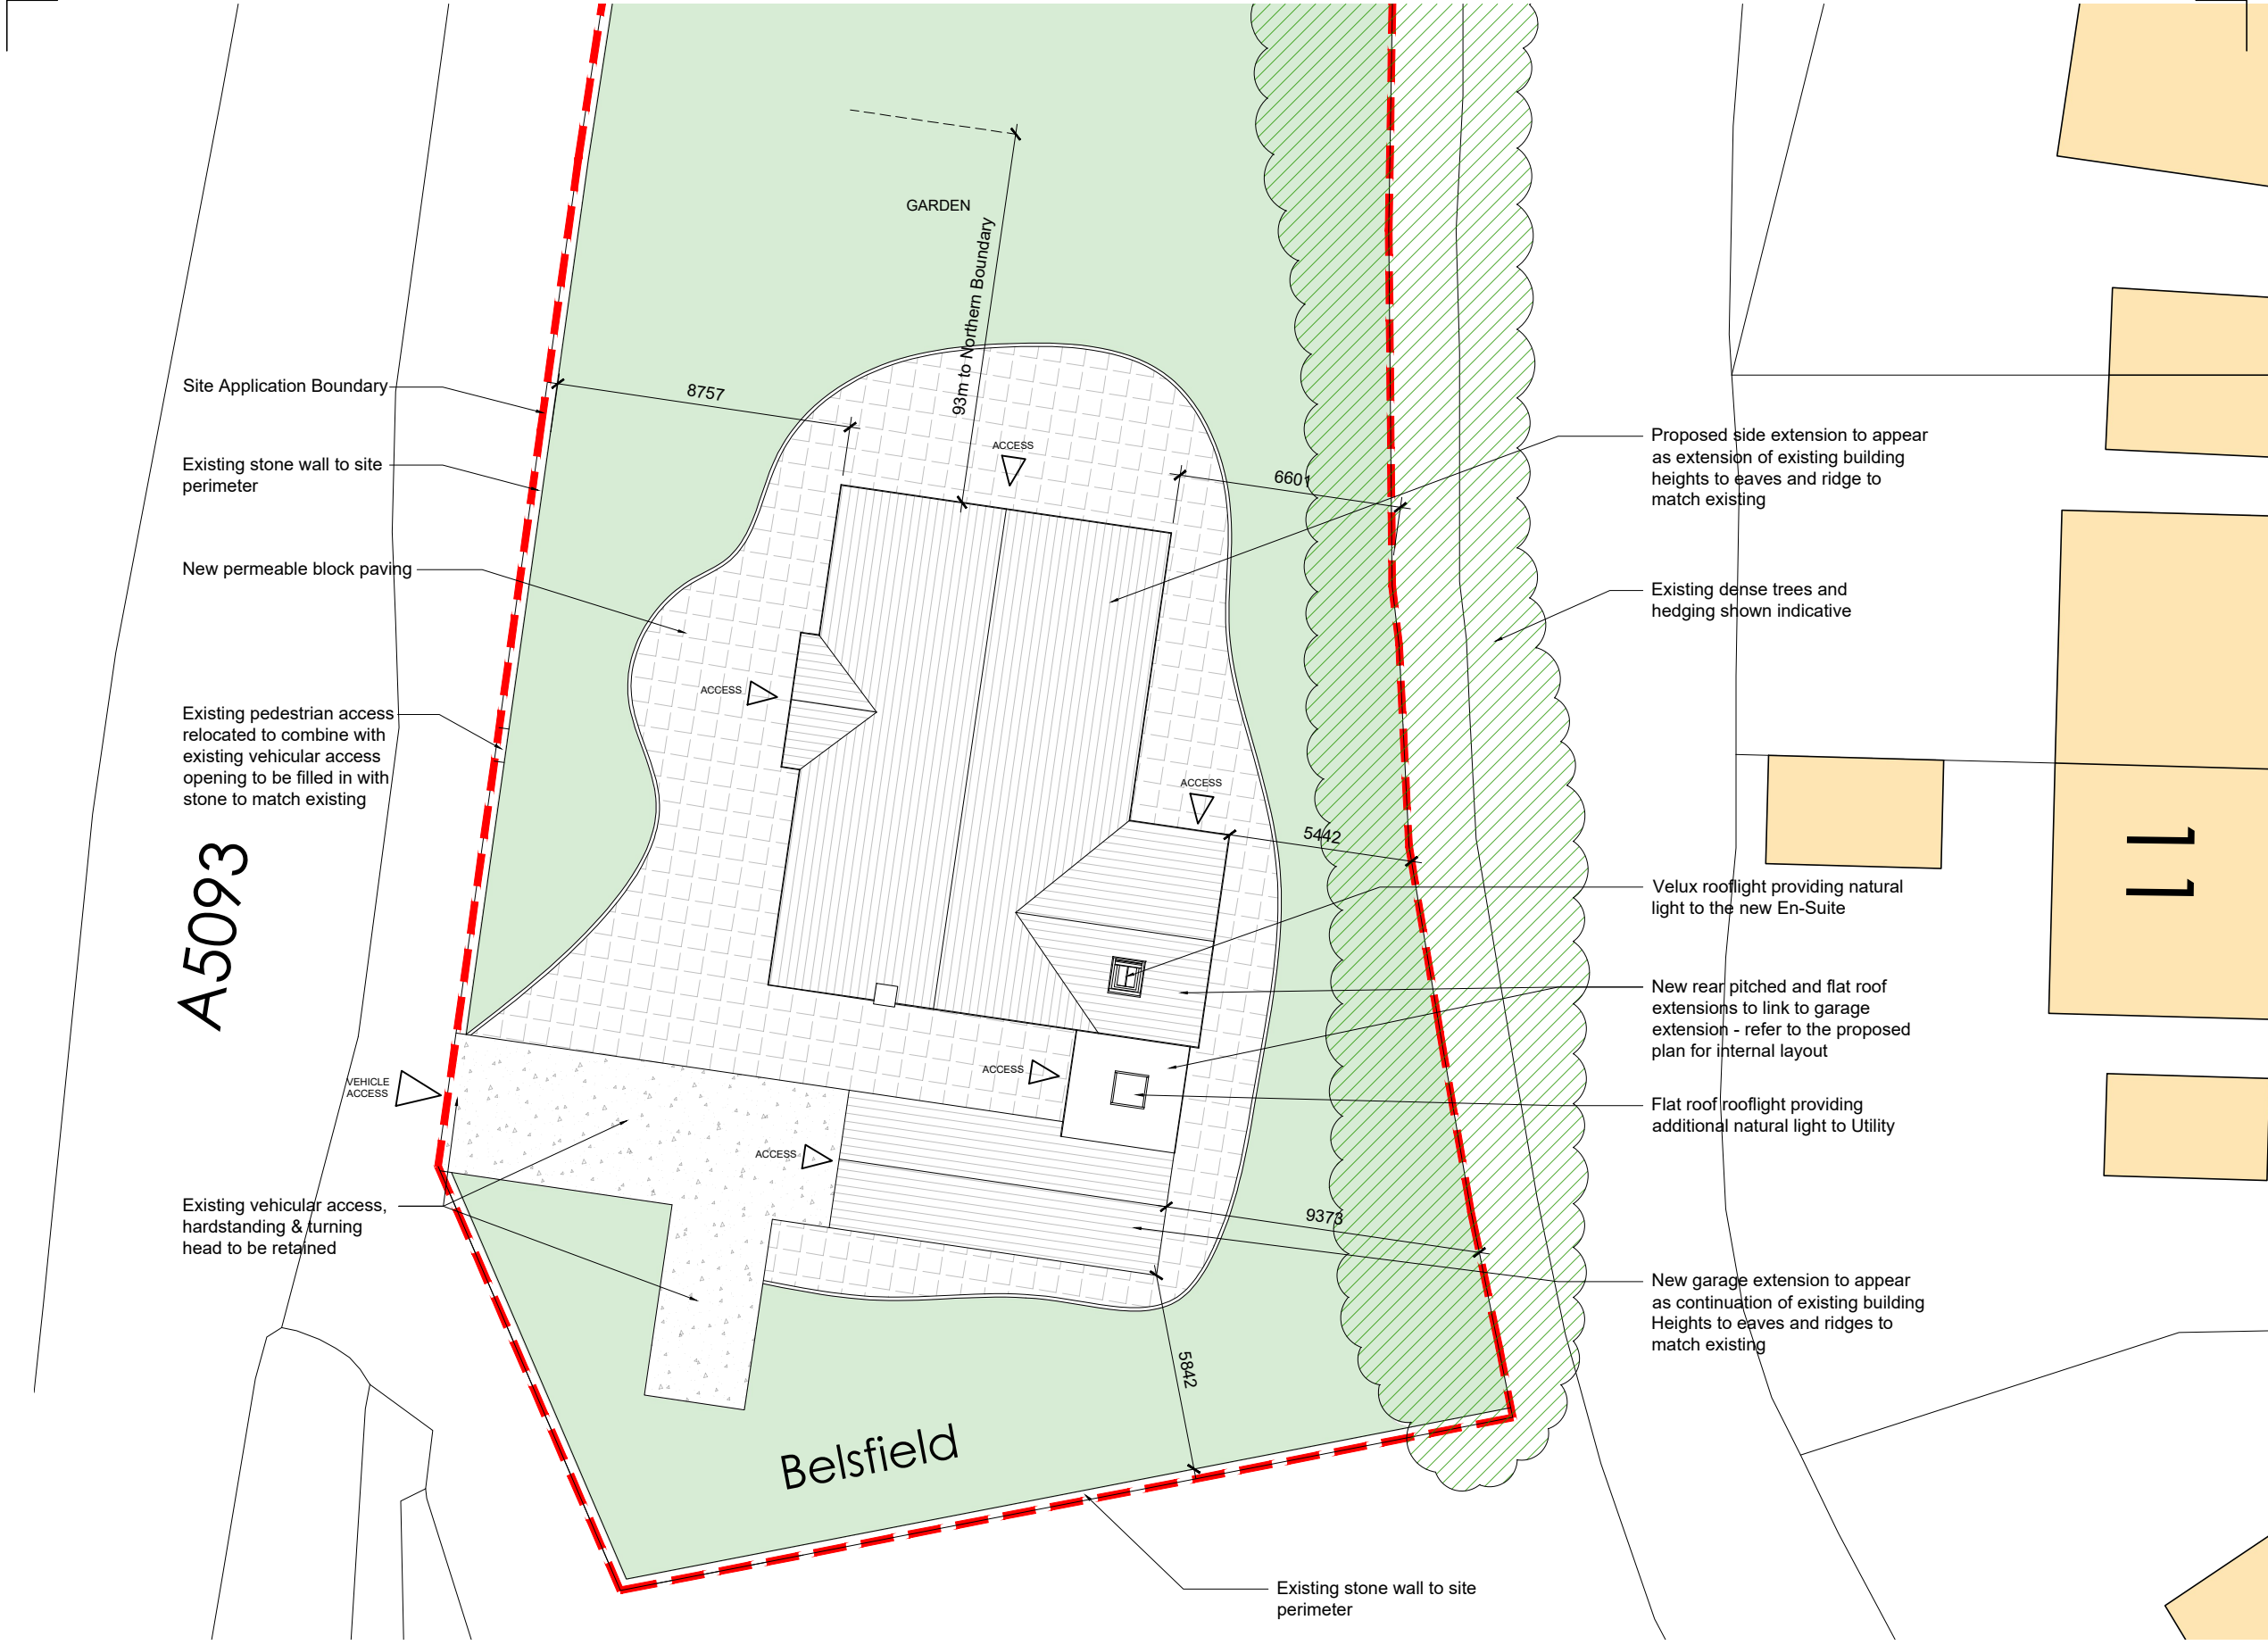 GARDEN
93m to Northern Boundary
Site Application Boundary
8757
ACCESS
Proposed side extension to appear
as extension of existing building
heights to eaves and ridge to
match existing
Existing stone wall to site
perimeter
6601
New permeable block paving
Existing dense trees and
hedging shown indicative
ACCESS
Existing pedestrian access
relocated to combine with
existing vehicular access
opening to be filled in with
stone to match existing
ACCESS
5442
11
A5093
Velux rooflight providing natural
light to the new En-Suite
New rear pitched and flat roof
extensions to link to garage
extension - refer to the proposed
plan for internal layout
ACCESS
VEHICLE
ACCESS
Flat roof rooflight providing
additional natural light to Utility
ACCESS
Existing vehicular access,
hardstanding & turning
head to be retained
9373
New garage extension to appear
as continuation of existing building
Heights to eaves and ridges to
match existing
5842
Belsfield
Existing stone wall to site
perimeter